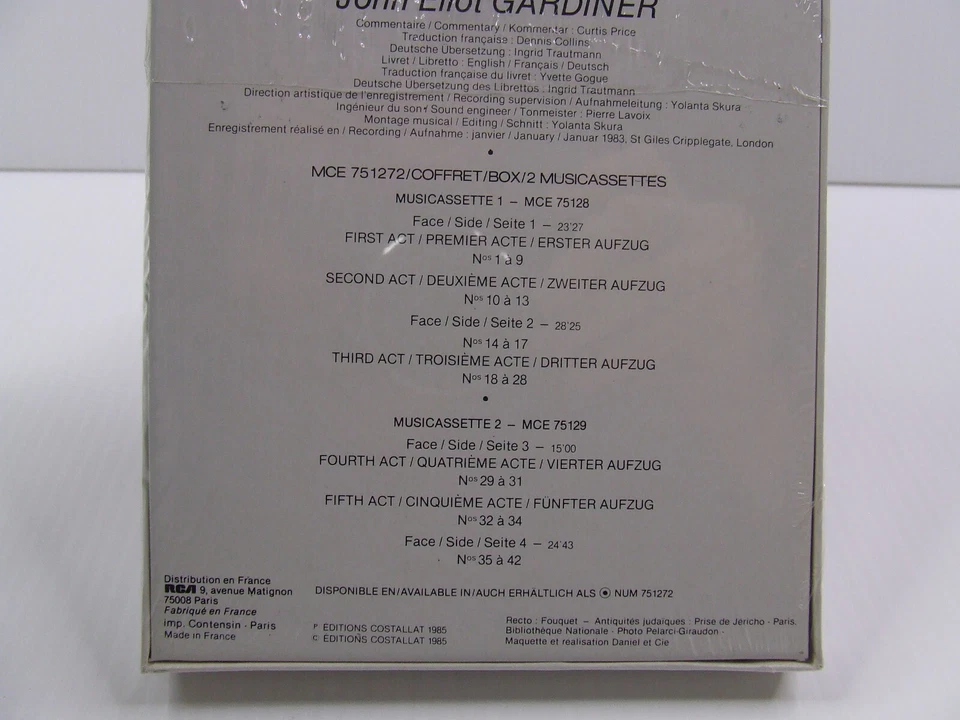 John Eliot GARDINER
Commentaire / Commentary / Kommentar : Curtis Price
Traduction française : Dennis Collins
Deutsche Übersetzung : Ingrid Trautmann
Livret / Libretto : English / Français / Deutsch
Traduction française du livret : Yvette Gogue
Deutsche Übersetzung des Librettos : Ingrid Trautmann
Direction artistique de l'enregistrement / Recording supervision / Aufnahmeleitung : Yolanta Skura
Ingénieur du son / Sound engineer / Tonmeister : Pierre Lavoix
Montage musical / Editing / Schnitt : Yolanta Skura
Enregistrement réalisé en / Recording / Aufnahme : janvier / January / Januar 1983, St Giles Cripplegate, London
MCE 751272/COFFRET/BOX/2 MUSICASSETTES
MUSICASSETTE 1 – MCE 75128
Face / Side / Seite 1 – 23'27
FIRST ACT / PREMIER ACTE / ERSTER AUFZUG
Nos 1 à 9
SECOND ACT / DEUXIÈME ACTE / ZWEITER AUFZUG
Nos 10 à 13
Face / Side / Seite 2 – 28'25
Nos 14 à 17
THIRD ACT / TROISIÈME ACTE / DRITTER AUFZUG
Nos 18 à 28
MUSICASSETTE 2 – MCE 75129
Face / Side / Seite 3 – 15'00
FOURTH ACT / QUATRIÈME ACTE / VIERTER AUFZUG
Nos 29 à 31
FIFTH ACT / CINQUIÈME ACTE / FÜNFTER AUFZUG
Nos 32 à 34
Face / Side / Seite 4 – 24'43
Nos 35 à 42
Distribution en France
RCA 9, avenue Matignon
75008 Paris
Fabriqué en France
imp. Contensin - Paris
Made in France
DISPONIBLE EN/AVAILABLE IN/AUCH ERHÄLTLICH ALS NUM 751272
P EDITIONS COSTALLAT 1985
C EDITIONS COSTALLAT 1985
Recto : Fouquet – Antiquités judaïques : Prise de Jéricho - Paris,
Bibliothèque Nationale - Photo Pelarci-Giraudon -
Maquette et réalisation Daniel et Cie